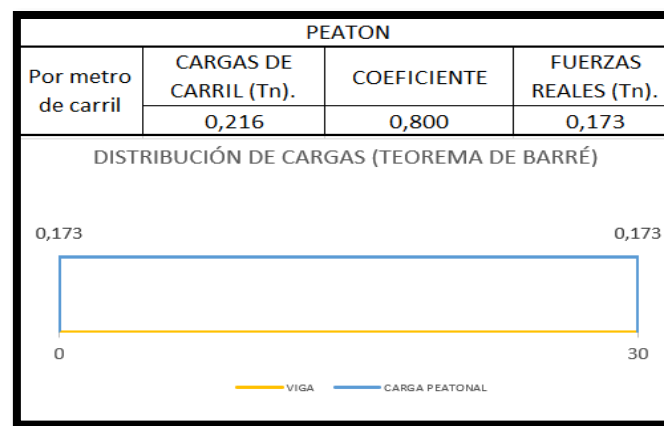 PEATON
Por metro de carril
CARGAS DE CARRIL (Tn).
COEFICIENTE
FUERZAS REALES (Tn).
0,216
0,800
0,173
DISTRIBUCIÓN DE CARGAS (TEOREMA DE BARRÉ)
0,173
0,173
0
30
VIGA
CARGA PEATONAL